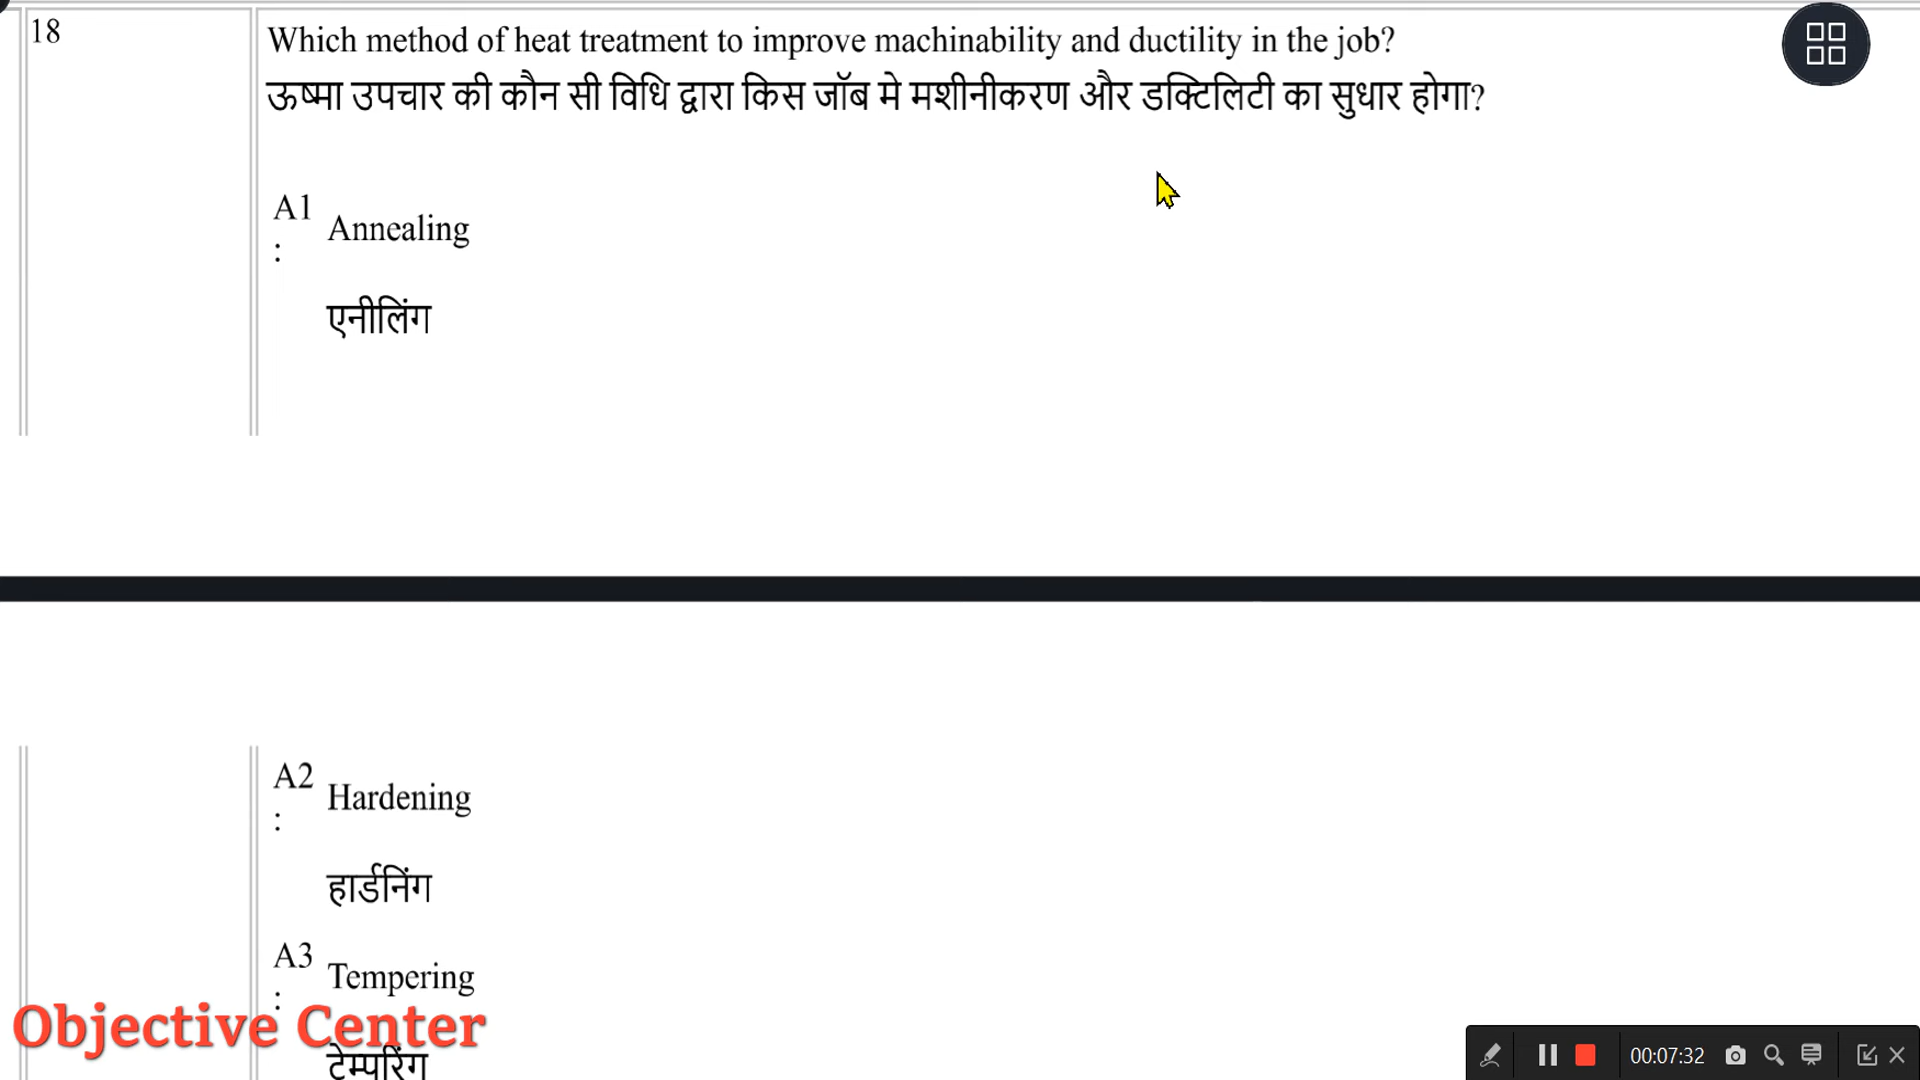 18
Which method of heat treatment to improve machinability and ductility in the job?
ऊष्मा उपचार की कौन सी विधि द्वारा किस जॉब मे मशीनीकरण और डक्टिलिटी का सुधार होगा?
A1
: Annealing
एनीलिंग
A2
: Hardening
हार्डनिंग
A3
: Tempering
टेम्परिंग
Objective Center
00:07:32